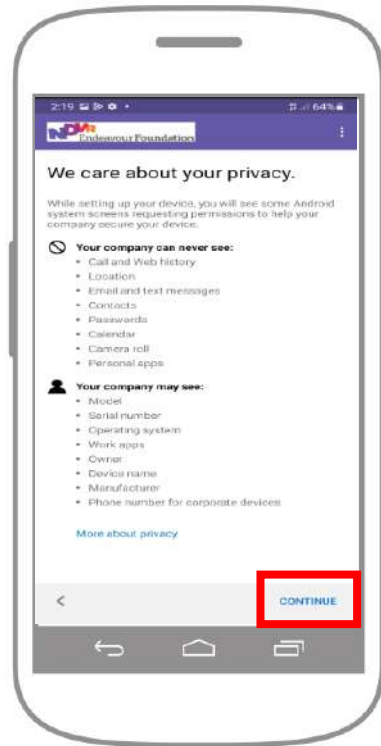 2:19 64%
NDVR Endeavour Foundation
We care about your privacy.
While setting up your device, you will see some Android
system screens requesting permissions to help your
company secure your device.
Your company can never see:
• Call and Web history
• Location
• Email and text messages
• Contacts
• Passwords
• Calendar
• Camera roll
• Personal apps
Your company may see:
• Model
• Serial number
• Operating system
• Work apps
• Owner
• Device name
• Manufacturer
• Phone number for corporate devices
More about privacy
< CONTINUE